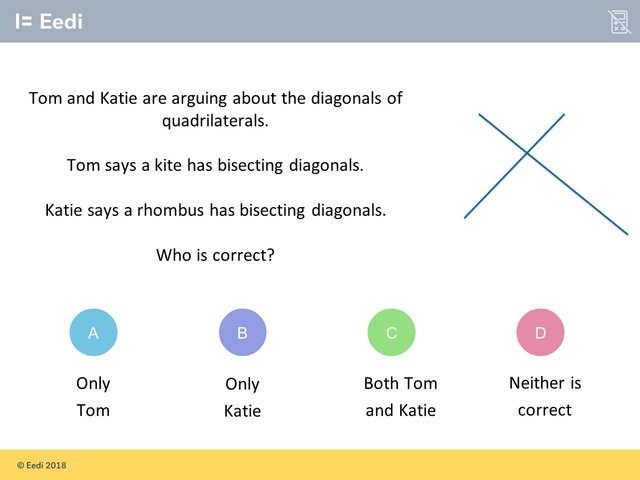 Eedi
Tom and Katie are arguing about the diagonals of
quadrilaterals.
Tom says a kite has bisecting diagonals.
Katie says a rhombus has bisecting diagonals.
Who is correct?
A
B
C
D
Only
Tom
Only
Katie
Both Tom
and Katie
Neither is
correct
© Eedi 2018